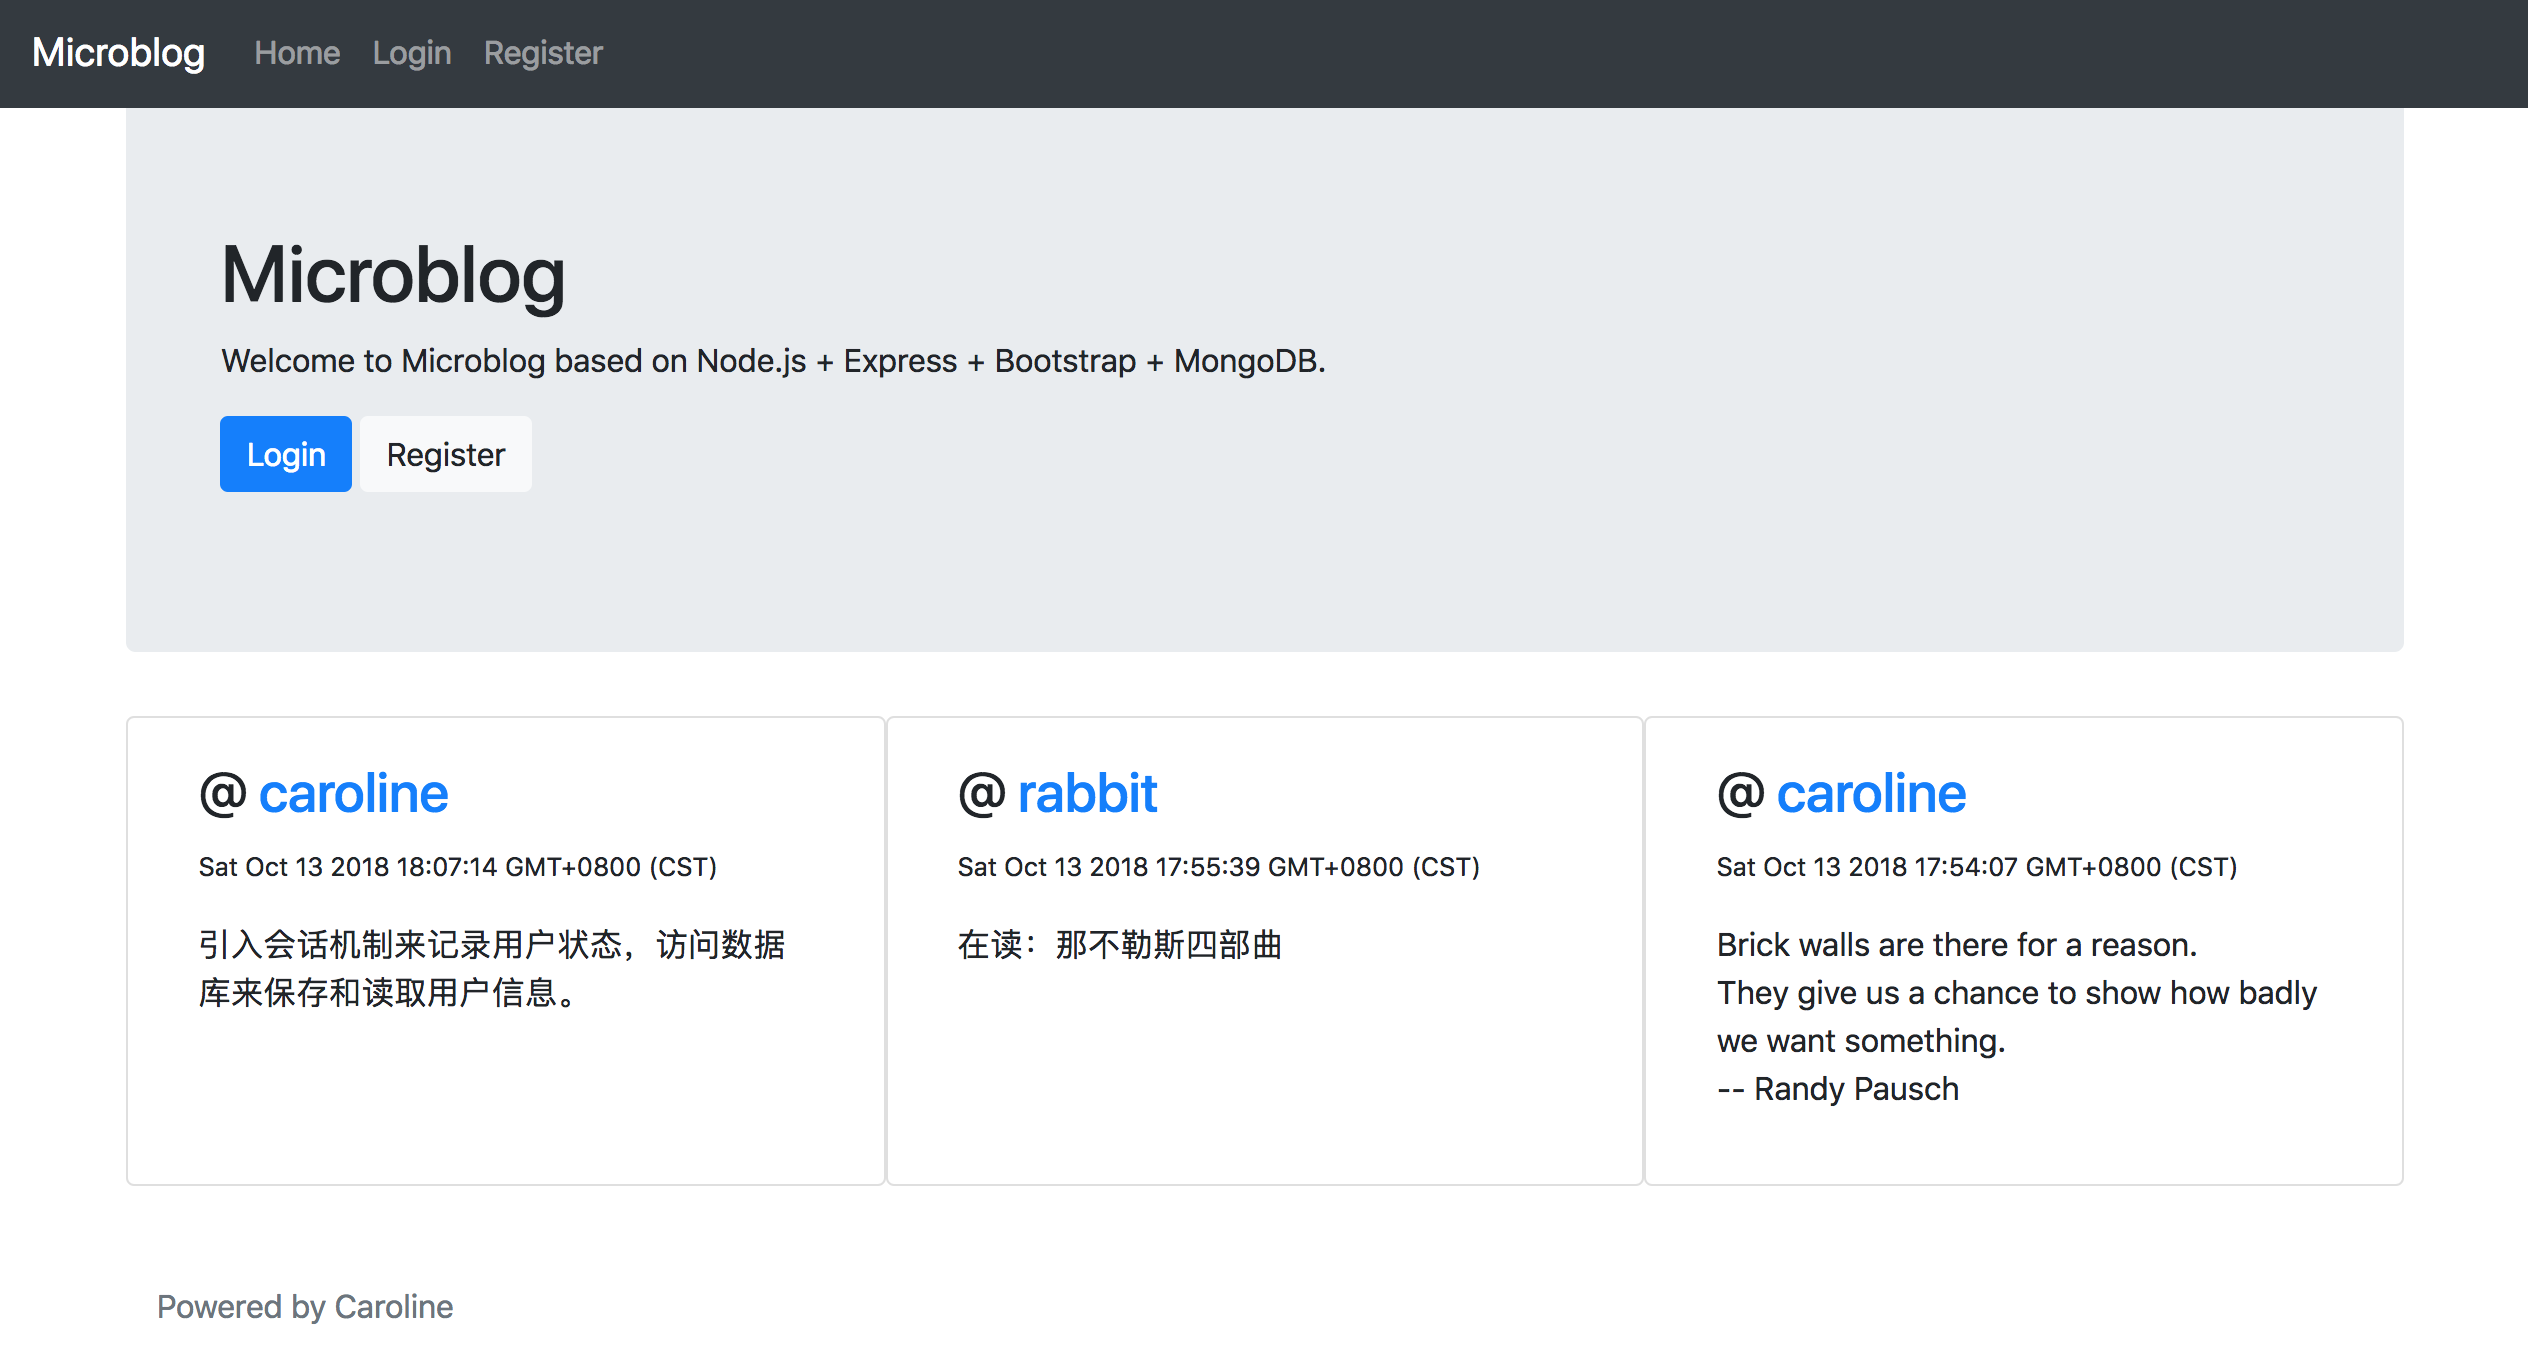 Microblog Home Login Register
Microblog
Welcome to Microblog based on Node.js + Express + Bootstrap + MongoDB.
Login Register
@ caroline
Sat Oct 13 2018 18:07:14 GMT+0800 (CST)
引入会话机制来记录用户状态，访问数据
库来保存和读取用户信息。
@ rabbit
Sat Oct 13 2018 17:55:39 GMT+0800 (CST)
在读：那不勒斯四部曲
@ caroline
Sat Oct 13 2018 17:54:07 GMT+0800 (CST)
Brick walls are there for a reason.
They give us a chance to show how badly
we want something.
-- Randy Pausch
Powered by Caroline